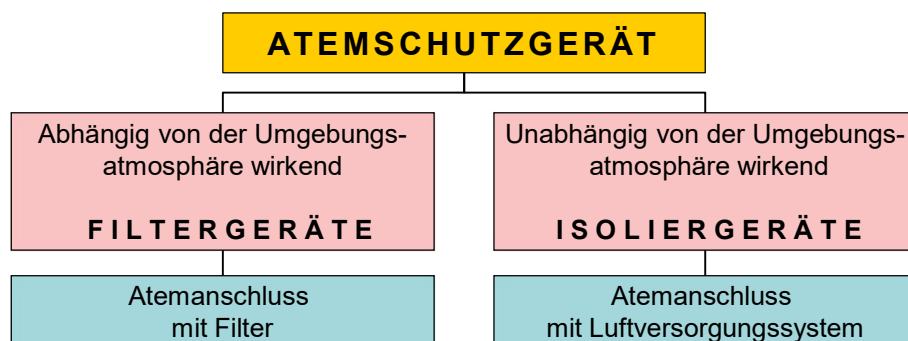 ATEMSCHUTZGERÄT
Abhängig von der Umgebungs-
atmosphäre wirkend
FILTERGERÄTE
Atemanschluss
mit Filter
Unabhängig von der Umgebungs-
atmosphäre wirkend
ISOLIERGERÄTE
Atemanschluss
mit Luftversorgungssystem